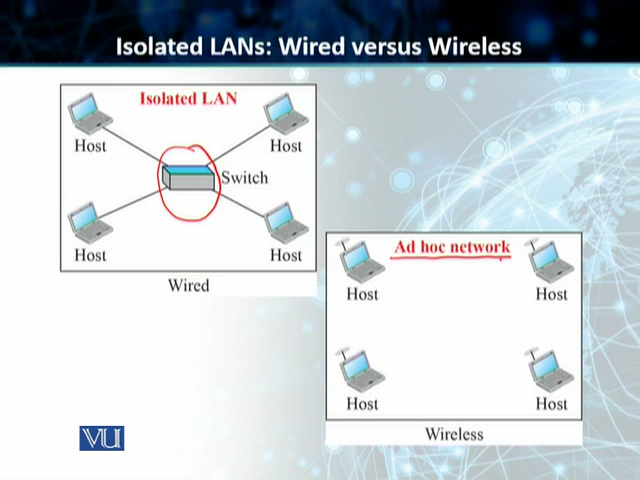 Isolated LANs: Wired versus Wireless
Isolated LAN
Host
Host
Switch
Host
Host
Wired
Ad hoc network
Host
Host
Host
Host
Wireless
VU